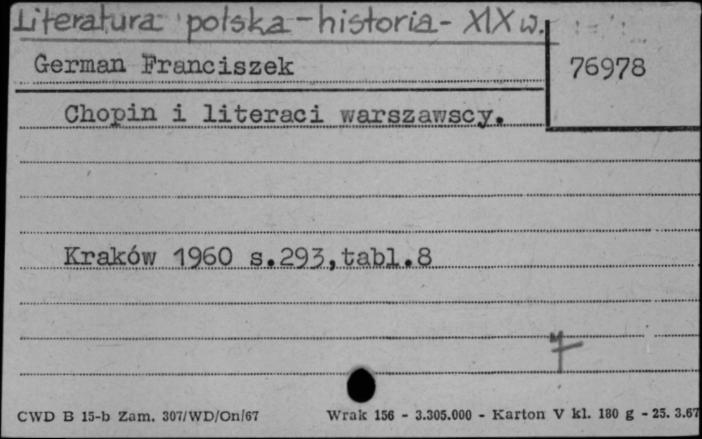 Literatura polska - historia - XIX w.
German Franciszek
76978
Chopin i literaci warszawscy.
Kraków 1960 s.293,tabl.8
CWD B 15-b Zam. 307/WD/On/67 Wrak 156 - 3.305.000 - Karton V kl. 180 g - 25. 3.67